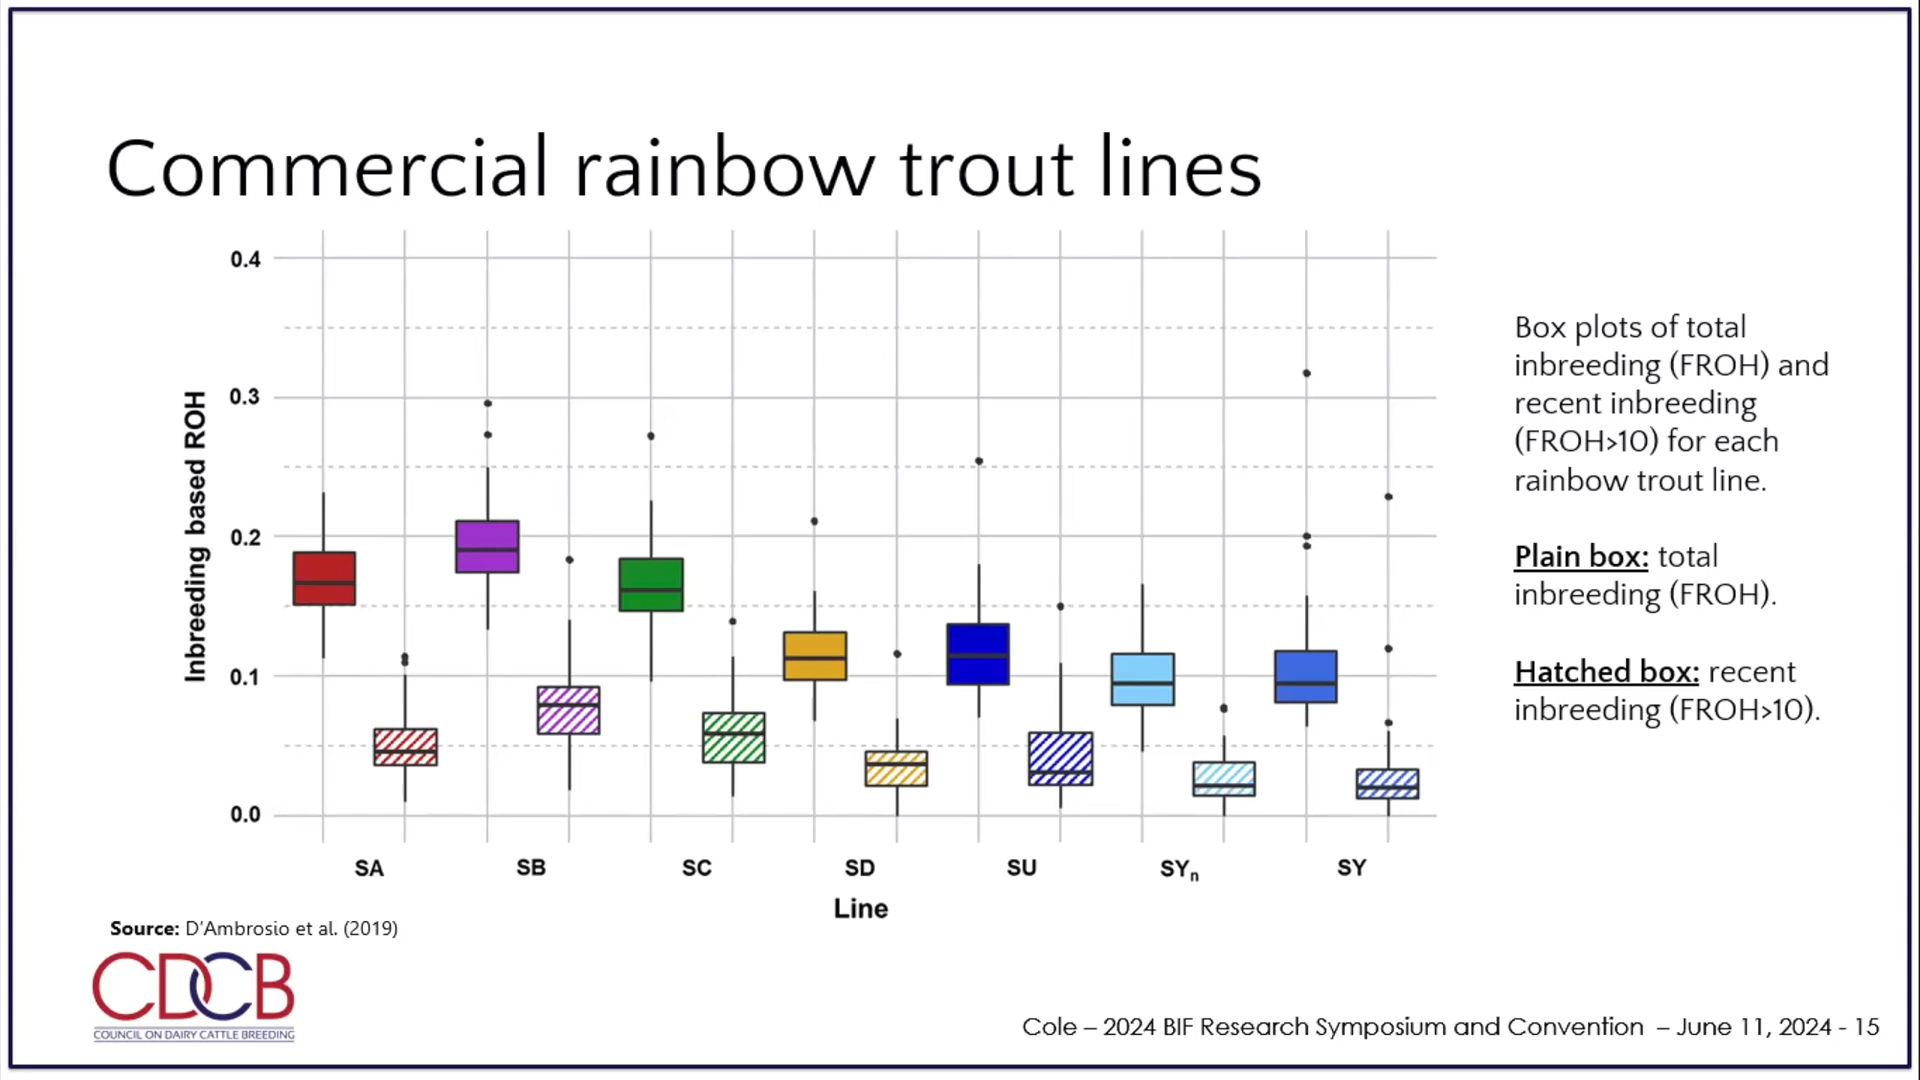 Commercial rainbow trout lines
0.4
0.3
0.2
0.1
0.0
Inbreeding based ROH
SA SB SC SD SU SYn SY
Line
Box plots of total
inbreeding (FROH) and
recent inbreeding
(FROH>10) for each
rainbow trout line.
Plain box: total
inbreeding (FROH).
Hatched box: recent
inbreeding (FROH>10).
Source: D'Ambrosio et al. (2019)
CDCB
COUNCIL ON DAIRY CATTLE BREEDING
Cole – 2024 BIF Research Symposium and Convention – June 11, 2024 - 15